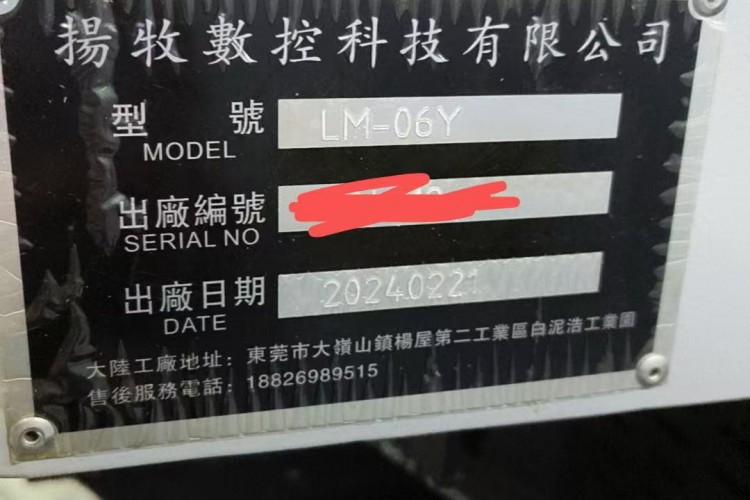 揚牧數控科技有限公司
型 號 LM-06Y
MODEL
出廠編號
SERIAL NO
出廠日期 20240221
DATE
大陸工廠地址：東莞市大嶺山鎮楊屋第二工業區白泥浩工業園
售後服務電話：18826989515